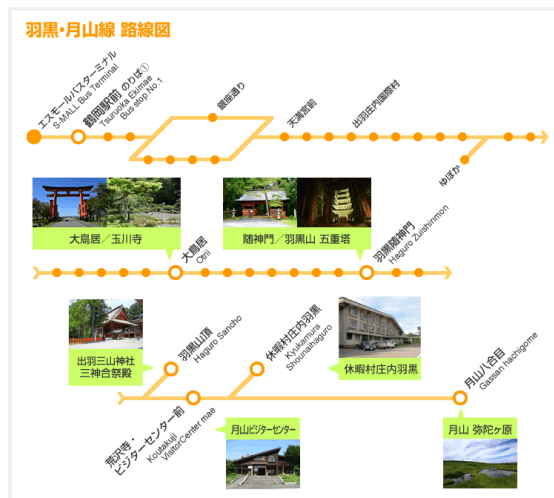 羽黒・月山線 路線図
エスモールバスターミナル
S-MALL Bus Terminal
鶴岡駅前 のりば①
Tsuruoka Ekimae
Bus stop No.1
銀座通り
天満宮前
出羽庄内国際村
ゆぽか
大鳥居／玉川寺
大鳥居
Otrii
随神門／羽黒山 五重塔
羽黒随神門
Haguro Zuishinmon
出羽三山神社
三神合祭殿
羽黒山頂
Haguro Sancho
休暇村庄内羽黒
Kyukamura
Shounaihaguro
休暇村庄内羽黒
月山八合目
Gassan hachigome
荒沢寺・
ビジターセンター前
Koutakuji
VisitorCenter mae
月山ビジターセンター
月山 弥陀ヶ原